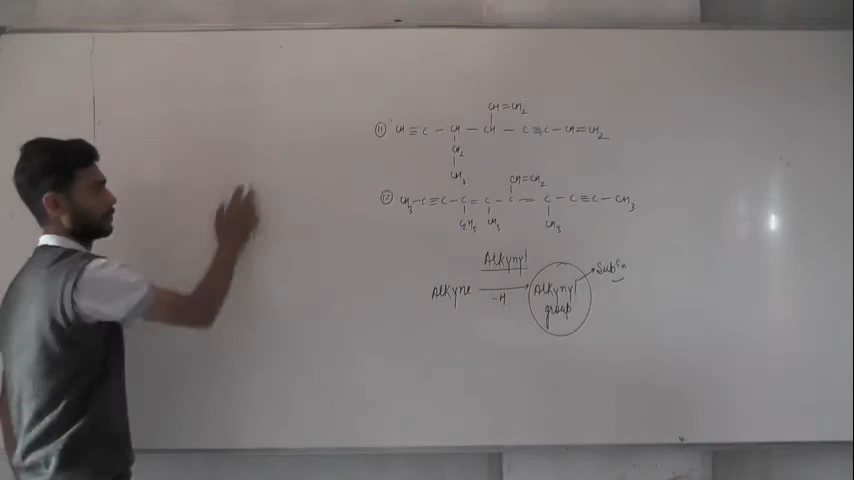 CH=CH2
⑪ CH≡C-CH-CH-C≡C-CH=CH2
CH2
CH3
CH=CH2
⑫ CH3-C≡C-C=C-C=C-C≡C-CH3
C2H5 CH3 CH3
Alkynyl
Alkyne -H Alkynyl group
Subsn